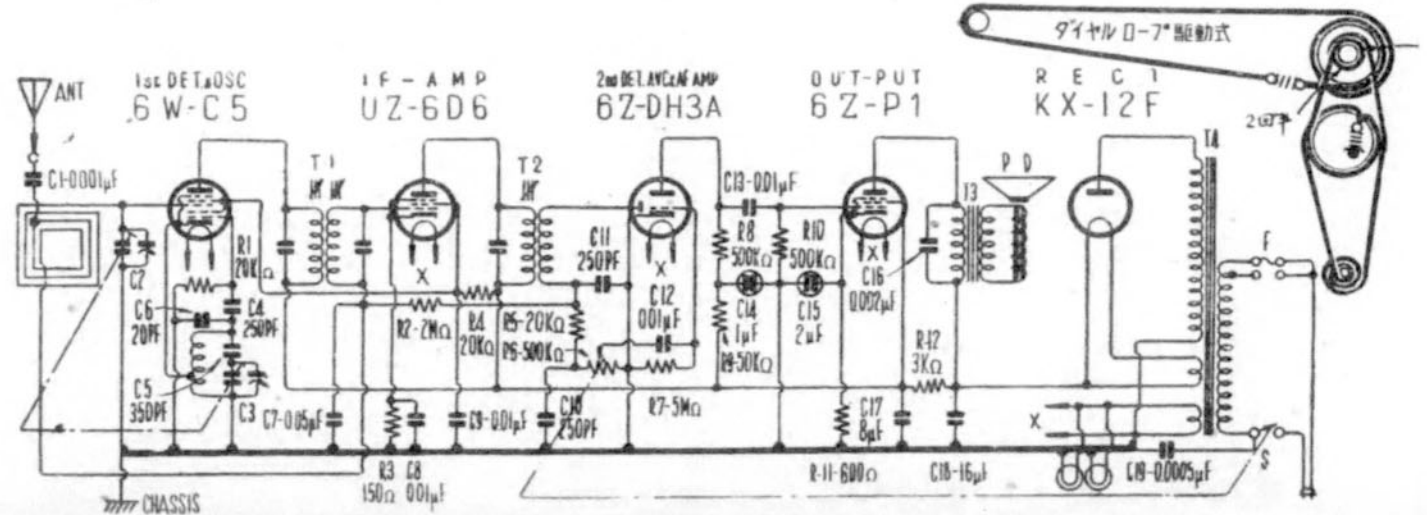 ダイヤルロープ駆動式
2回半
ANT
1st DET.&OSC
6W-C5
IF-AMP
UZ-6D6
2nd DET.AVC&AF AMP
6Z-DH3A
OUT-PUT
6Z-P1
RECT
KX-12F
C1-0.001μF
T1
T2
C13-0.01μF
T3
P D
T4
C2
R1
20KΩ
C6
20PF
C4
250PF
C5
350PF
C3
X
R2-2MΩ
R4
20KΩ
C11
250PF
R5-20KΩ
R6-500KΩ
X
C12
0.01μF
R8
500KΩ
C14
1μF
R9-50KΩ
R10
500KΩ
C15
2μF
X
C16
0.002μF
R-12
3KΩ
F
C7-0.05μF
R3
150Ω
C8
0.01μF
C9-0.01μF
C10
250PF
R7-5MΩ
C17
8μF
R-11-600Ω
C18-16μF
X
C19-0.0005μF
S
CHASSIS